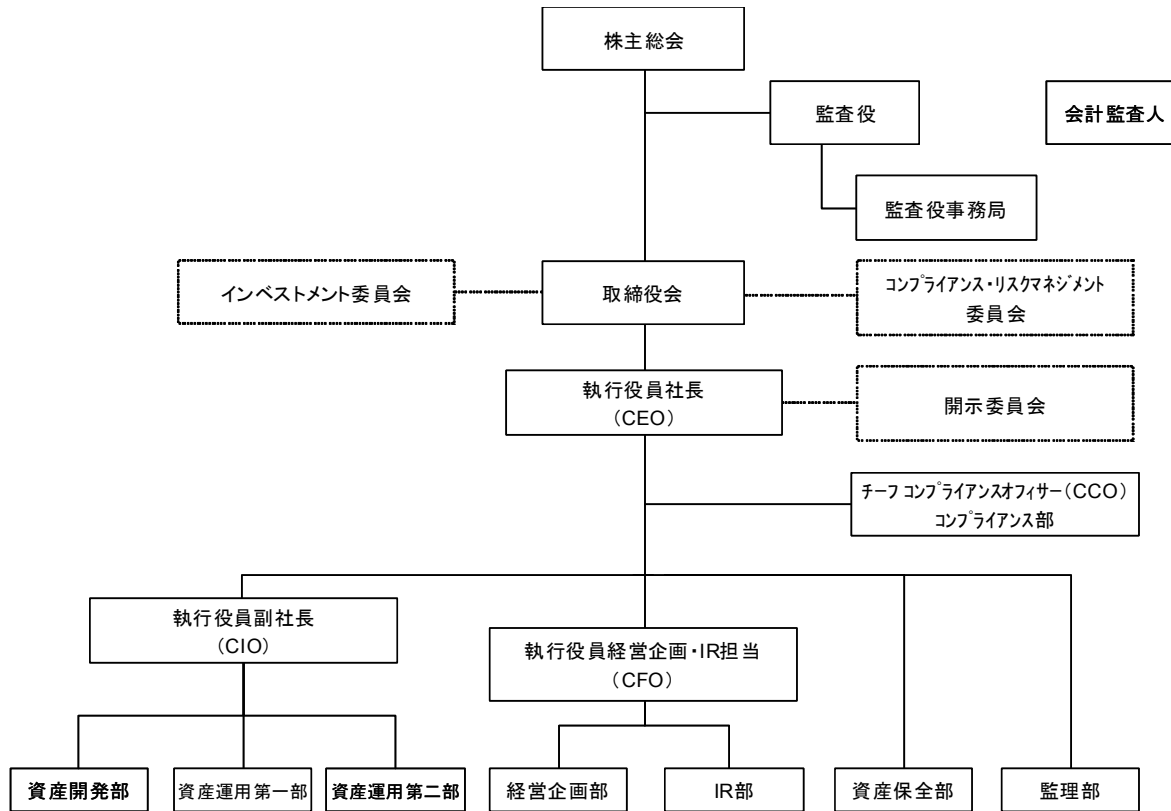 株主総会
監査役
会計監査人
監査役事務局
インベストメント委員会
取締役会
コンプライアンス・リスクマネジメント
委員会
執行役員社長
（CEO）
開示委員会
チーフ コンプライアンスオフィサー（CCO）
コンプライアンス部
執行役員副社長
（CIO）
執行役員経営企画・IR担当
（CFO）
資産開発部
資産運用第一部
資産運用第二部
経営企画部
IR部
資産保全部
監理部